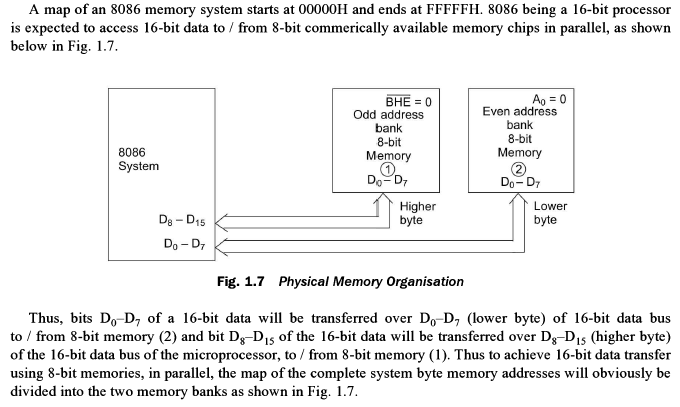 A map of an 8086 memory system starts at 00000H and ends at FFFFFH. 8086 being a 16-bit processor
is expected to access 16-bit data to / from 8-bit commerically available memory chips in parallel, as shown
below in Fig. 1.7.
8086
System
D8 – D15
D0 – D7
B̅H̅E̅ = 0
Odd address
bank
8-bit
Memory
①
D0– D7
Higher
byte
A0 = 0
Even address
bank
8-bit
Memory
②
D0– D7
Lower
byte
Fig. 1.7 Physical Memory Organisation
Thus, bits D0–D7 of a 16-bit data will be transferred over D0–D7 (lower byte) of 16-bit data bus
to / from 8-bit memory (2) and bit D8–D15 of the 16-bit data will be transferred over D8–D15 (higher byte)
of the 16-bit data bus of the microprocessor, to / from 8-bit memory (1). Thus to achieve 16-bit data transfer
using 8-bit memories, in parallel, the map of the complete system byte memory addresses will obviously be
divided into the two memory banks as shown in Fig. 1.7.